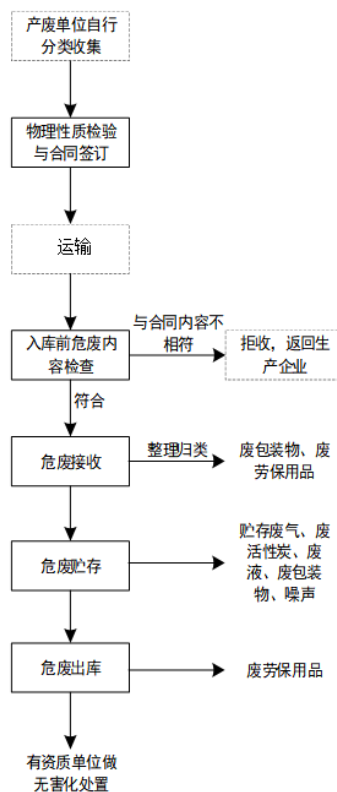 产废单位自行
分类收集
物理性质检验
与合同签订
运输
与合同内容不
相符
入库前危废内
容检查
拒收，返回生
产企业
符合
危废接收
整理归类
废包装物、废
劳保用品
危废贮存
贮存废气、废
活性炭、废
液、废包装
物、噪声
危废出库
废劳保用品
有资质单位做
无害化处置